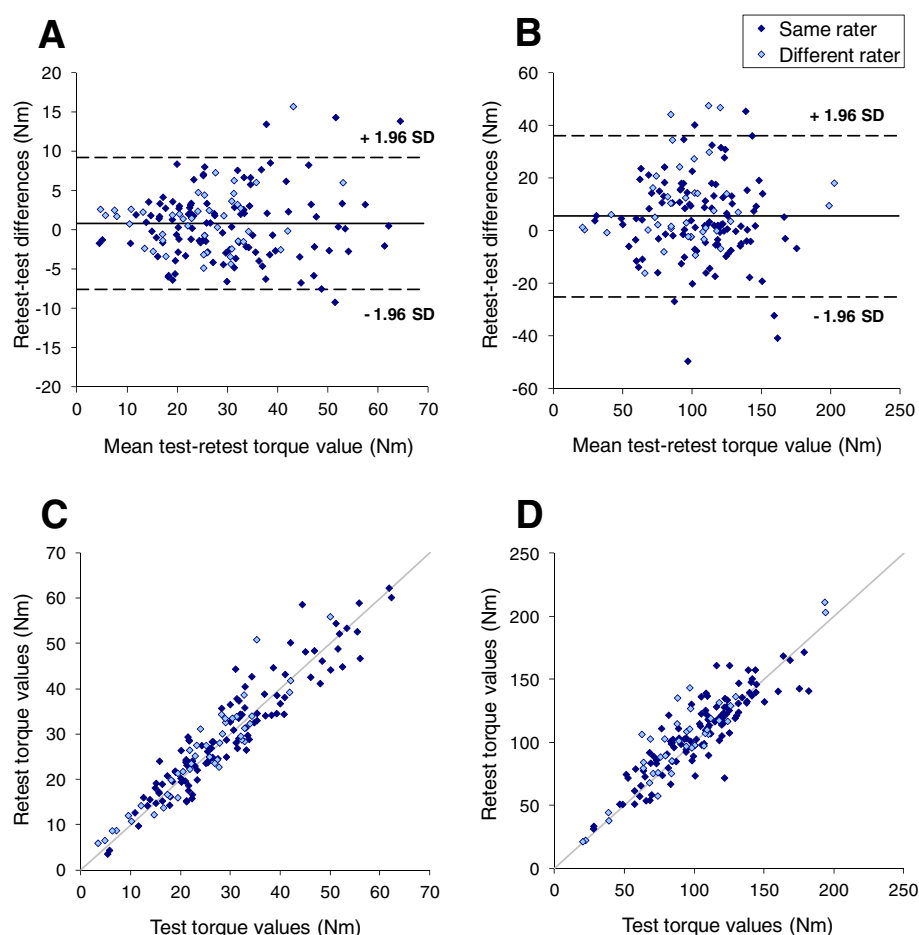 A
B
Same rater
Different rater
Retest-test differences (Nm)
20
15
10
5
0
-5
-10
-15
-20
+ 1.96 SD
- 1.96 SD
0 10 20 30 40 50 60 70
Mean test-retest torque value (Nm)
Retest-test differences (Nm)
60
40
20
0
-20
-40
-60
+ 1.96 SD
- 1.96 SD
0 50 100 150 200 250
Mean test-retest torque value (Nm)
C
D
Retest torque values (Nm)
70
60
50
40
30
20
10
0
0 10 20 30 40 50 60 70
Test torque values (Nm)
Retest torque values (Nm)
250
200
150
100
50
0
0 50 100 150 200 250
Test torque values (Nm)